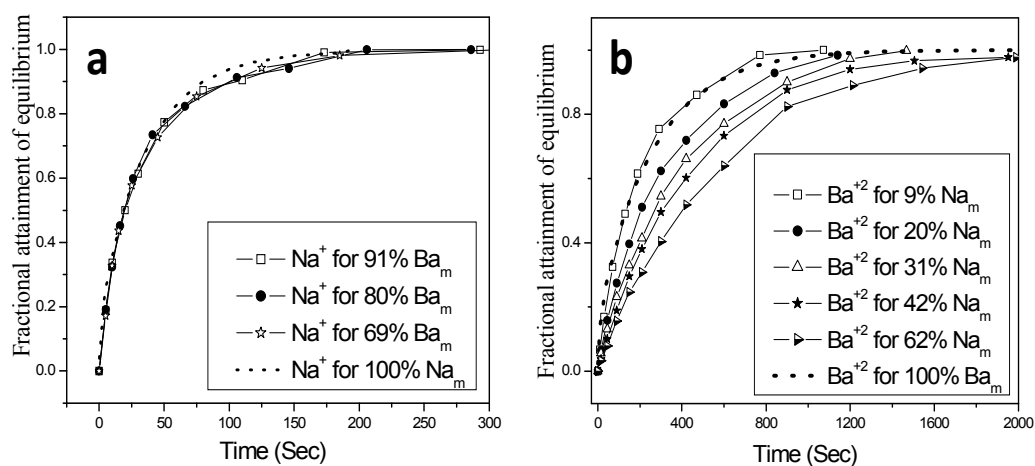 a
Fractional attainment of equilibrium
1.0
0.8
0.6
0.4
0.2
0.0
Na⁺ for 91% Baₘ
Na⁺ for 80% Baₘ
Na⁺ for 69% Baₘ
Na⁺ for 100% Naₘ
0 50 100 150 200 250 300
Time (Sec)
b
Fractional attainment of equilibrium
0.8
0.4
0.0
Ba⁺² for 9% Naₘ
Ba⁺² for 20% Naₘ
Ba⁺² for 31% Naₘ
Ba⁺² for 42% Naₘ
Ba⁺² for 62% Naₘ
Ba⁺² for 100% Baₘ
0 400 800 1200 1600 2000
Time (Sec)